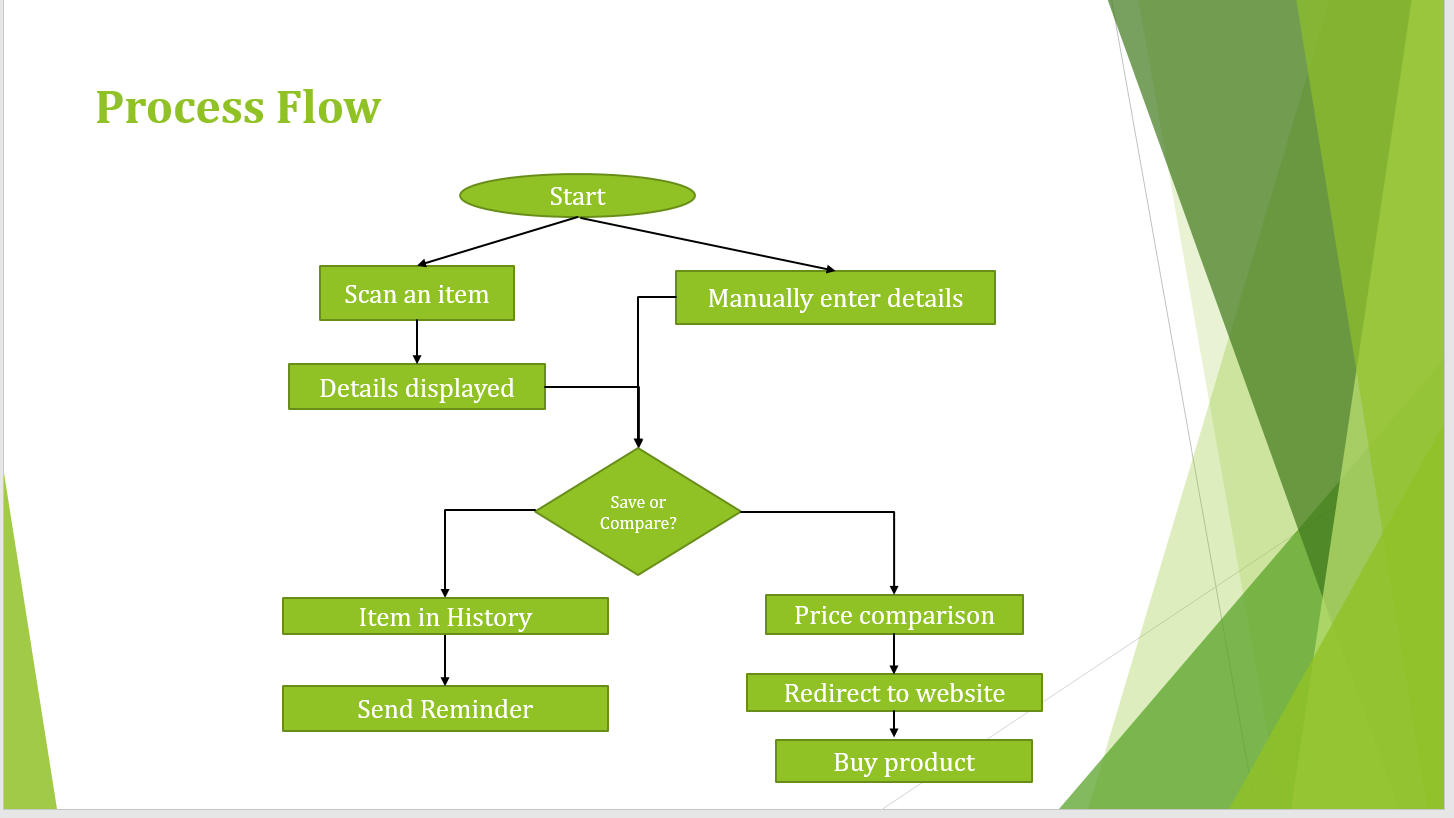 Process Flow
Start
Scan an item
Manually enter details
Details displayed
Save or
Compare?
Item in History
Price comparison
Send Reminder
Redirect to website
Buy product